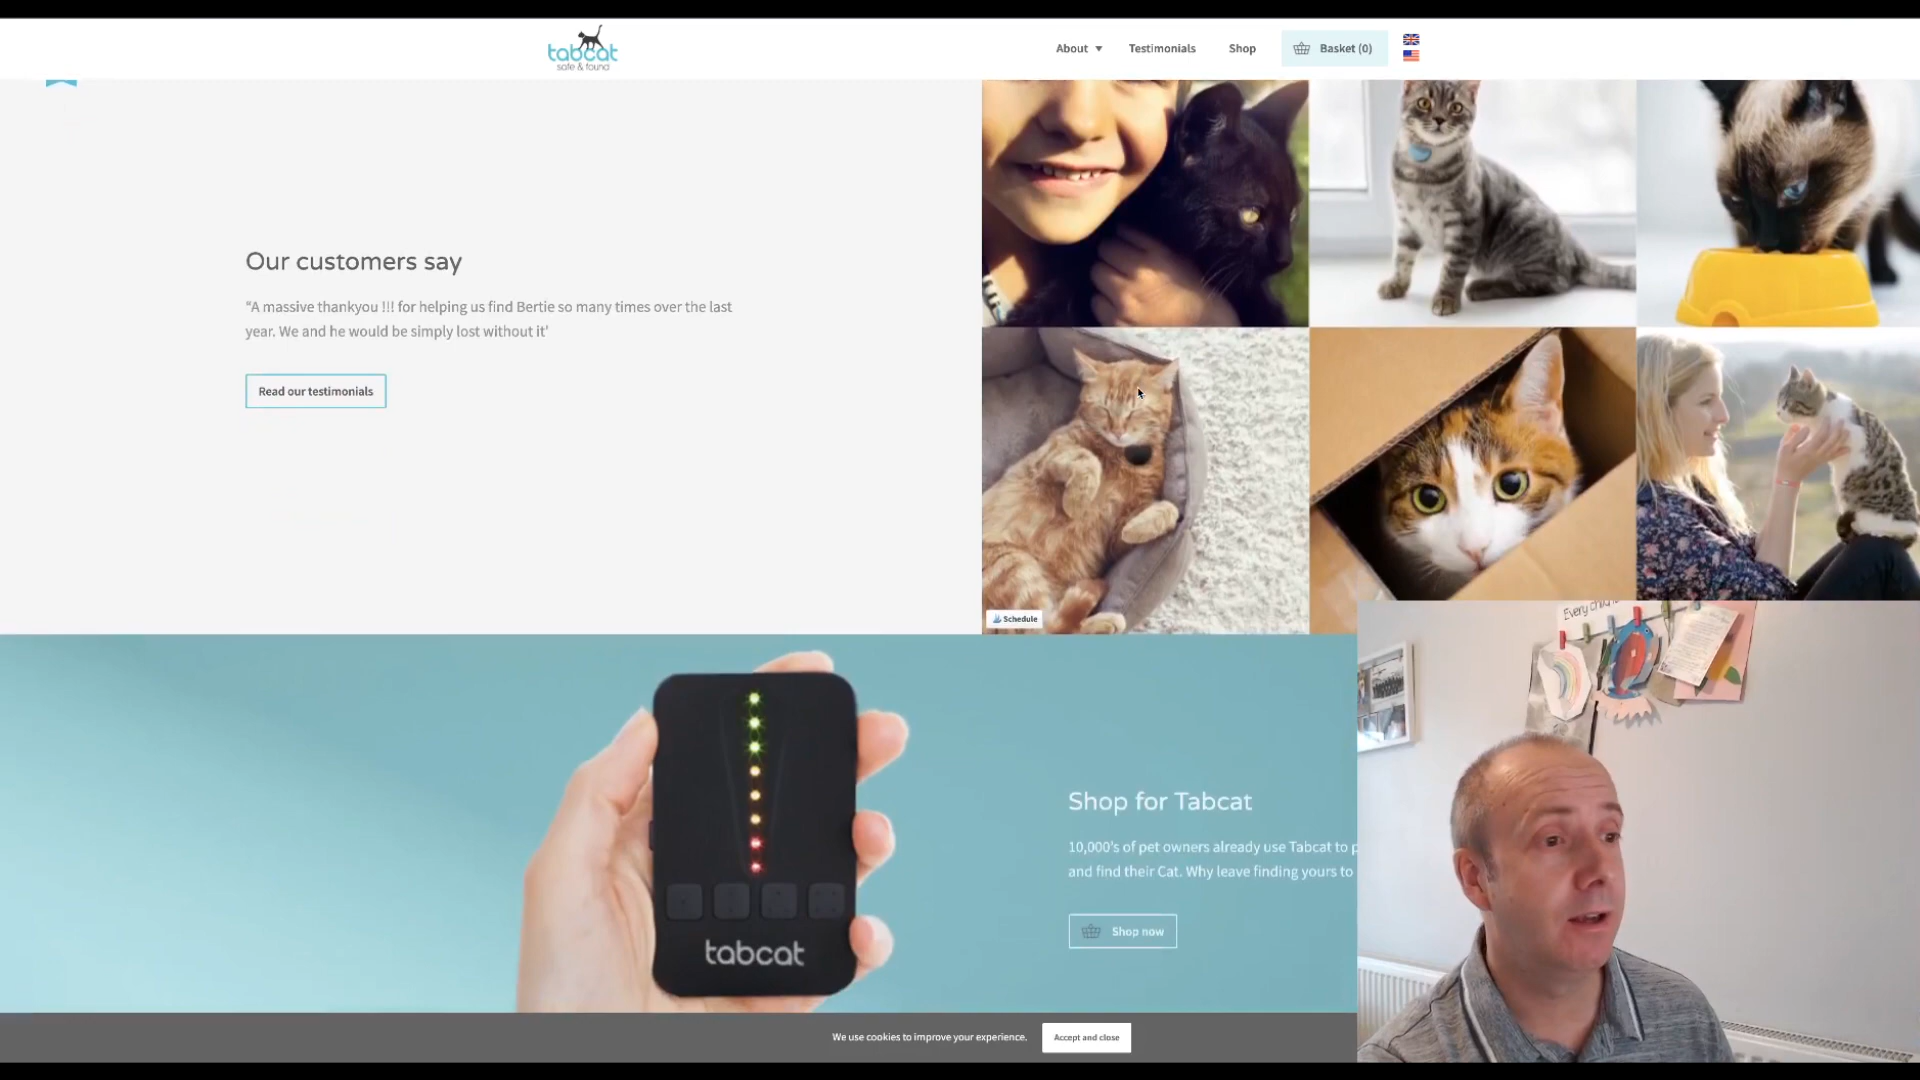 tabcat
safe & found
About
Testimonials
Shop
Basket (0)
Our customers say
"A massive thankyou !!! for helping us find Bertie so many times over the last
year. We and he would be simply lost without it'
Read our testimonials
Schedule
Every chil
Shop for Tabcat
10,000's of pet owners already use Tabcat to p
and find their Cat. Why leave finding yours to
Shop now
tabcat
We use cookies to improve your experience.
Accept and close